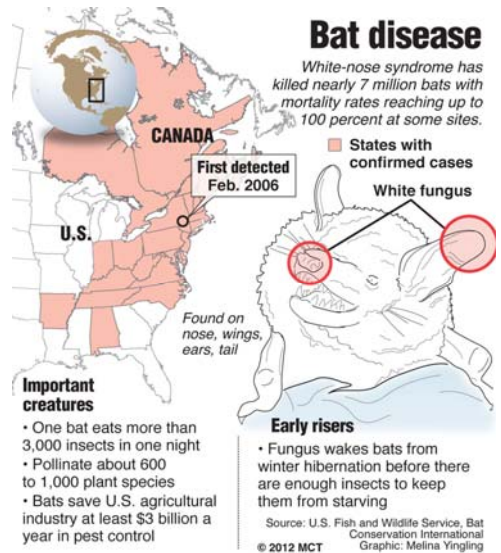 Bat disease
White-nose syndrome has
killed nearly 7 million bats with
mortality rates reaching up to
100 percent at some sites.
States with
confirmed cases
CANADA
First detected
Feb. 2006
White fungus
U.S.
Found on
nose, wings,
ears, tail
Important
creatures
• One bat eats more than
3,000 insects in one night
• Pollinate about 600
to 1,000 plant species
• Bats save U.S. agricultural
industry at least $3 billion a
year in pest control
Early risers
• Fungus wakes bats from
winter hibernation before there
are enough insects to keep
them from starving
Source: U.S. Fish and Wildlife Service, Bat
Conservation International
© 2012 MCT
Graphic: Melina Yingling